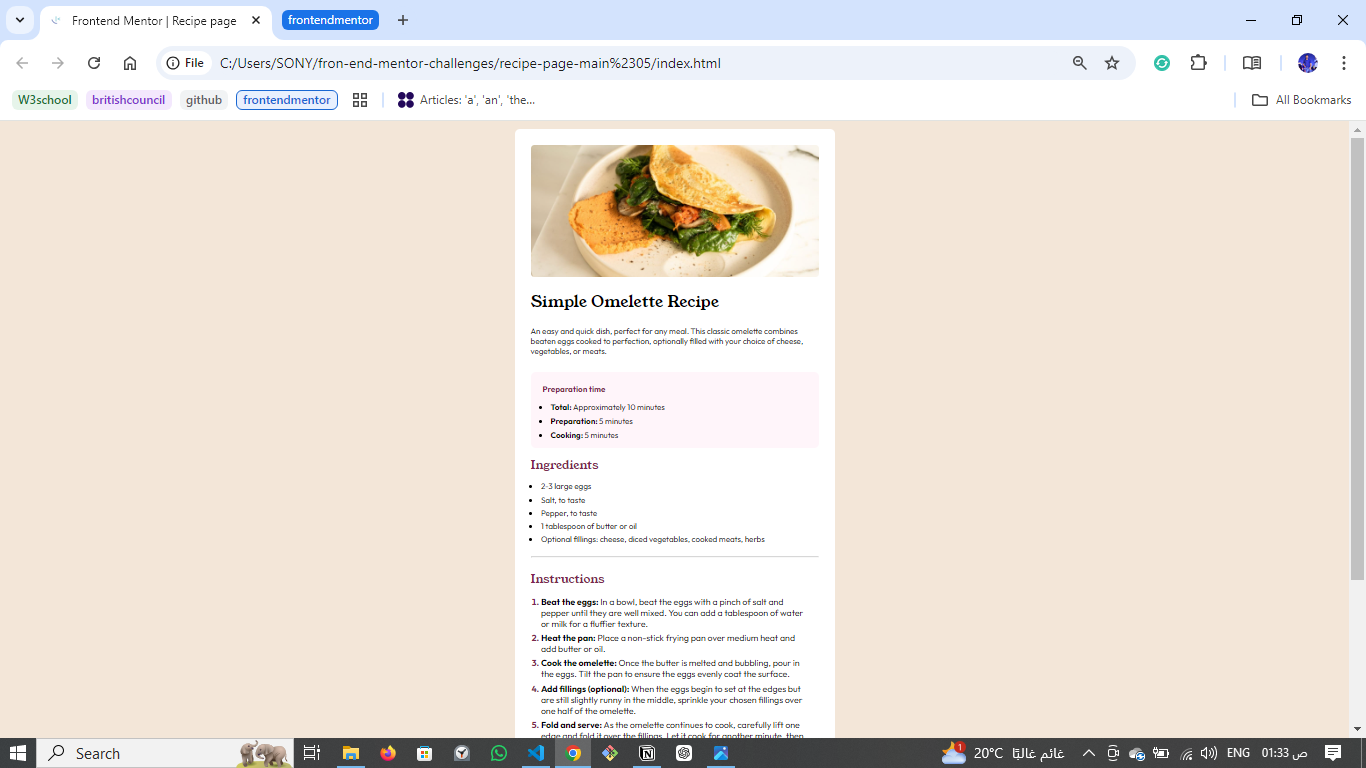 Frontend Mentor | Recipe page
frontendmentor
File
C:/Users/SONY/fron-end-mentor-challenges/recipe-page-main%2305/index.html
W3school
britishcouncil
github
frontendmentor
Articles: 'a', 'an', 'the...
All Bookmarks
Simple Omelette Recipe
An easy and quick dish, perfect for any meal. This classic omelette combines
beaten eggs cooked to perfection, optionally filled with your choice of cheese,
vegetables, or meats.
Preparation time
Total: Approximately 10 minutes
Preparation: 5 minutes
Cooking: 5 minutes
Ingredients
2-3 large eggs
Salt, to taste
Pepper, to taste
1 tablespoon of butter or oil
Optional fillings: cheese, diced vegetables, cooked meats, herbs
Instructions
1. Beat the eggs: In a bowl, beat the eggs with a pinch of salt and
pepper until they are well mixed. You can add a tablespoon of water
or milk for a fluffier texture.
2. Heat the pan: Place a non-stick frying pan over medium heat and
add butter or oil.
3. Cook the omelette: Once the butter is melted and bubbling, pour in
the eggs. Tilt the pan to ensure the eggs evenly coat the surface.
4. Add fillings (optional): When the eggs begin to set at the edges but
are still slightly runny in the middle, sprinkle your chosen fillings over
one half of the omelette.
5. Fold and serve: As the omelette continues to cook, carefully lift one
edge and fold it over the fillings. Let it cook for another minute, then
Search
1
20°C
غائم غالبًا
ENG
01:33 ص